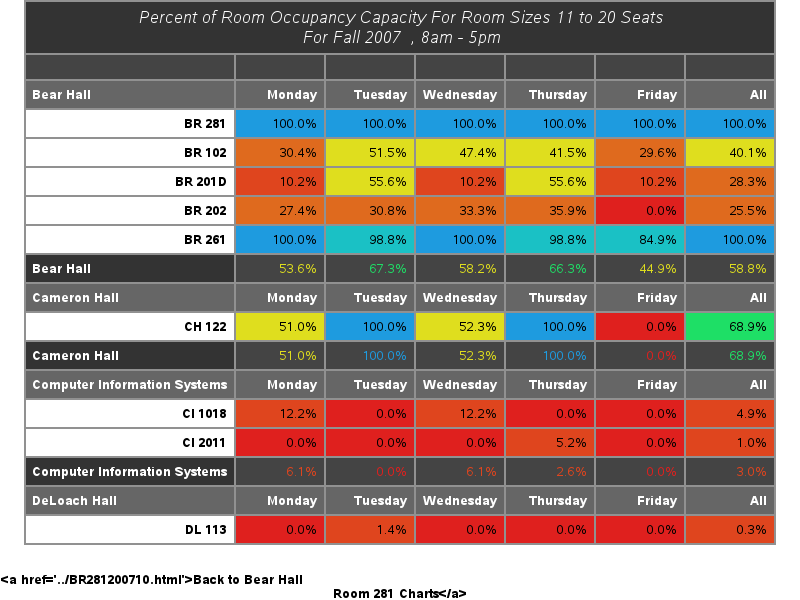 Percent of Room Occupancy Capacity For Room Sizes 11 to 20 Seats
For Fall 2007 , 8am - 5pm
Bear Hall Monday Tuesday Wednesday Thursday Friday All
BR 281 100.0% 100.0% 100.0% 100.0% 100.0% 100.0%
BR 102 30.4% 51.5% 47.4% 41.5% 29.6% 40.1%
BR 201D 10.2% 55.6% 10.2% 55.6% 10.2% 28.3%
BR 202 27.4% 30.8% 33.3% 35.9% 0.0% 25.5%
BR 261 100.0% 98.8% 100.0% 98.8% 84.9% 100.0%
Bear Hall 53.6% 67.3% 58.2% 66.3% 44.9% 58.8%
Cameron Hall Monday Tuesday Wednesday Thursday Friday All
CH 122 51.0% 100.0% 52.3% 100.0% 0.0% 68.9%
Cameron Hall 51.0% 100.0% 52.3% 100.0% 0.0% 68.9%
Computer Information Systems Monday Tuesday Wednesday Thursday Friday All
CI 1018 12.2% 0.0% 12.2% 0.0% 0.0% 4.9%
CI 2011 0.0% 0.0% 0.0% 5.2% 0.0% 1.0%
Computer Information Systems 6.1% 0.0% 6.1% 2.6% 0.0% 3.0%
DeLoach Hall Monday Tuesday Wednesday Thursday Friday All
DL 113 0.0% 1.4% 0.0% 0.0% 0.0% 0.3%
<a href='../BR281200710.html'>Back to Bear Hall
Room 281 Charts</a>